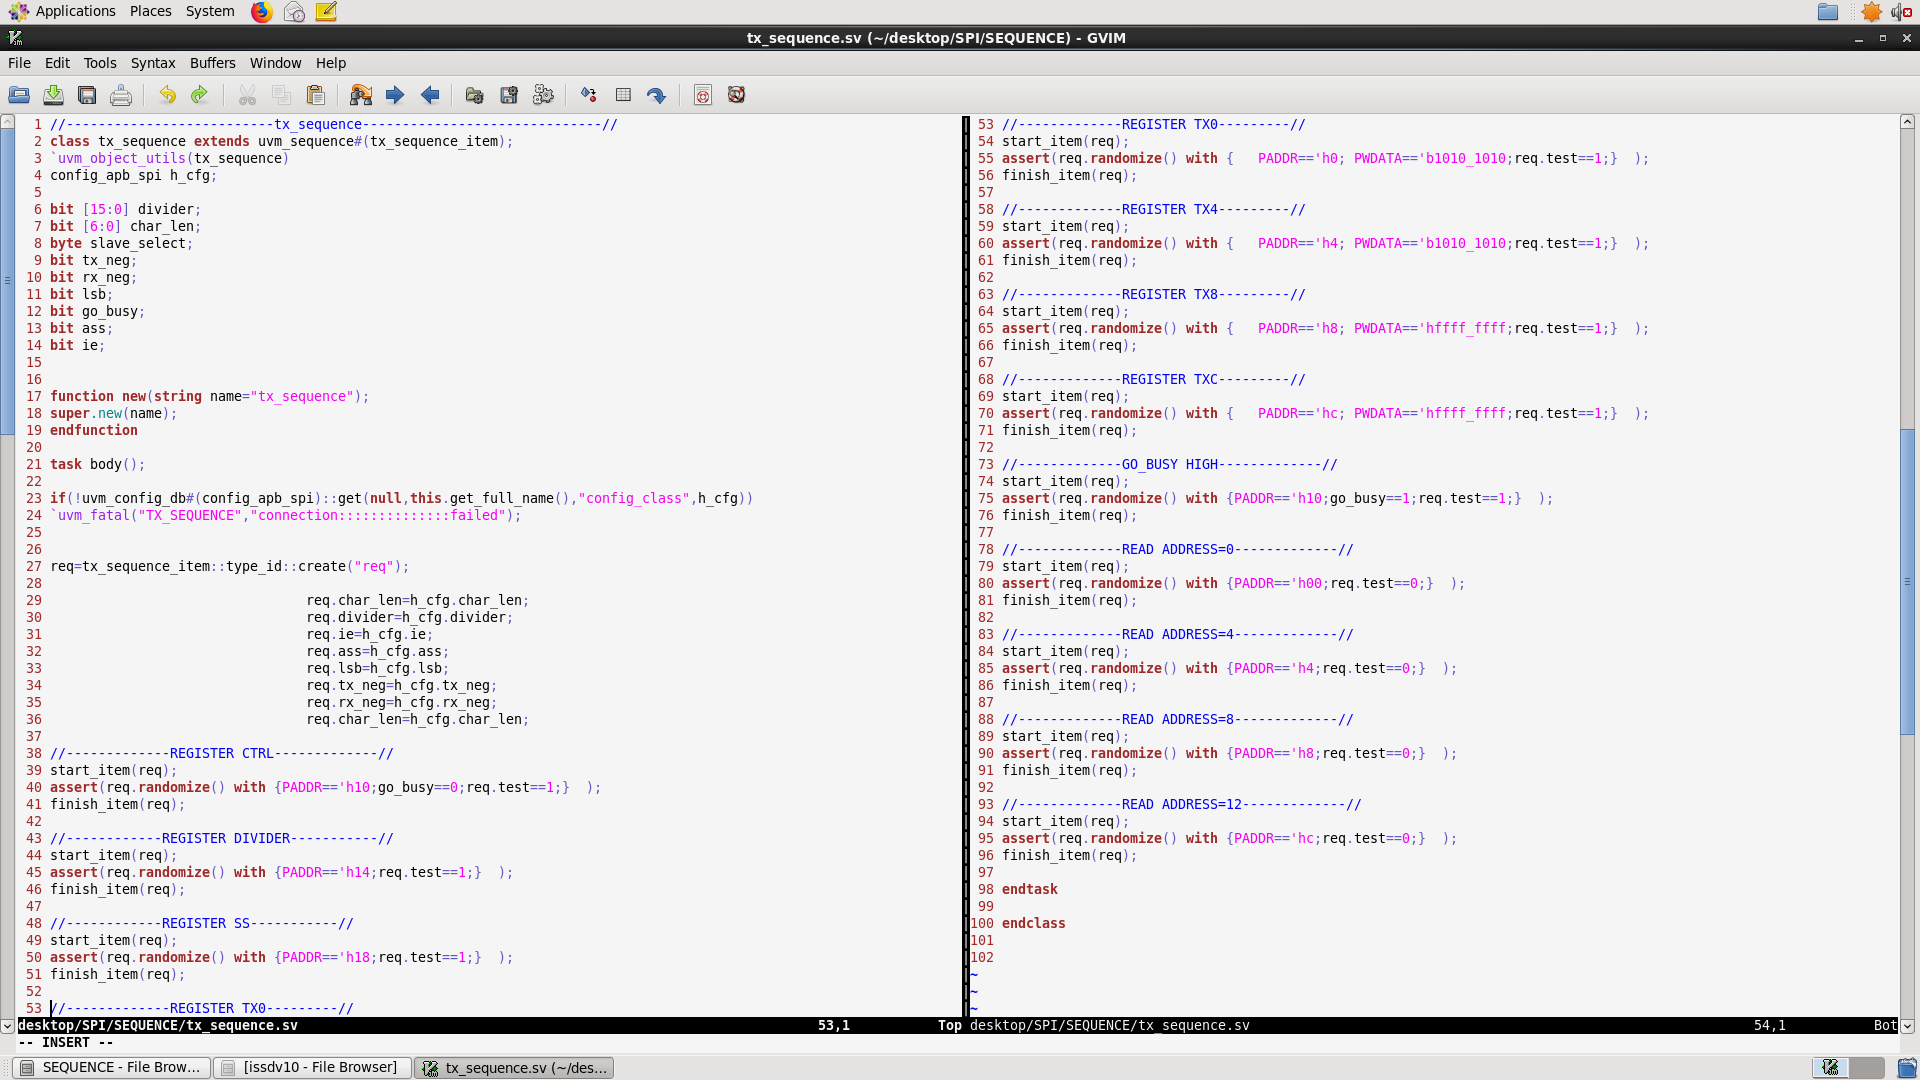 Applications Places System
tx_sequence.sv (~/desktop/SPI/SEQUENCE) - GVIM
File Edit Tools Syntax Buffers Window Help
1 //--------------------------tx_sequence------------------------------//
2 class tx_sequence extends uvm_sequence#(tx_sequence_item);
3 `uvm_object_utils(tx_sequence)
4 config_apb_spi h_cfg;
5
6 bit [15:0] divider;
7 bit [6:0] char_len;
8 byte slave_select;
9 bit tx_neg;
10 bit rx_neg;
11 bit lsb;
12 bit go_busy;
13 bit ass;
14 bit ie;
15
16
17 function new(string name="tx_sequence");
18 super.new(name);
19 endfunction
20
21 task body();
22
23 if(!uvm_config_db#(config_apb_spi)::get(null,this.get_full_name(),"config_class",h_cfg))
24 `uvm_fatal("TX_SEQUENCE","connection::::::::::::::failed");
25
26
27 req=tx_sequence_item::type_id::create("req");
28
29 req.char_len=h_cfg.char_len;
30 req.divider=h_cfg.divider;
31 req.ie=h_cfg.ie;
32 req.ass=h_cfg.ass;
33 req.lsb=h_cfg.lsb;
34 req.tx_neg=h_cfg.tx_neg;
35 req.rx_neg=h_cfg.rx_neg;
36 req.char_len=h_cfg.char_len;
37
38 //-------------REGISTER CTRL-------------//
39 start_item(req);
40 assert(req.randomize() with {PADDR=='h10;go_busy==0;req.test==1;}  );
41 finish_item(req);
42
43 //------------REGISTER DIVIDER-----------//
44 start_item(req);
45 assert(req.randomize() with {PADDR=='h14;req.test==1;}  );
46 finish_item(req);
47
48 //------------REGISTER SS-----------//
49 start_item(req);
50 assert(req.randomize() with {PADDR=='h18;req.test==1;}  );
51 finish_item(req);
52
53 //-------------REGISTER TX0---------//
desktop/SPI/SEQUENCE/tx_sequence.sv 53,1 Top
53 //-------------REGISTER TX0---------//
54 start_item(req);
55 assert(req.randomize() with {   PADDR=='h0; PWDATA=='b1010_1010;req.test==1;}  );
56 finish_item(req);
57
58 //-------------REGISTER TX4---------//
59 start_item(req);
60 assert(req.randomize() with {   PADDR=='h4; PWDATA=='b1010_1010;req.test==1;}  );
61 finish_item(req);
62
63 //-------------REGISTER TX8---------//
64 start_item(req);
65 assert(req.randomize() with {   PADDR=='h8; PWDATA=='hffff_ffff;req.test==1;}  );
66 finish_item(req);
67
68 //-------------REGISTER TXC---------//
69 start_item(req);
70 assert(req.randomize() with {   PADDR=='hc; PWDATA=='hffff_ffff;req.test==1;}  );
71 finish_item(req);
72
73 //-------------GO_BUSY HIGH-------------//
74 start_item(req);
75 assert(req.randomize() with {PADDR=='h10;go_busy==1;req.test==1;}  );
76 finish_item(req);
77
78 //-------------READ ADDRESS=0-------------//
79 start_item(req);
80 assert(req.randomize() with {PADDR=='h00;req.test==0;}  );
81 finish_item(req);
82
83 //-------------READ ADDRESS=4-------------//
84 start_item(req);
85 assert(req.randomize() with {PADDR=='h4;req.test==0;}  );
86 finish_item(req);
87
88 //-------------READ ADDRESS=8-------------//
89 start_item(req);
90 assert(req.randomize() with {PADDR=='h8;req.test==0;}  );
91 finish_item(req);
92
93 //-------------READ ADDRESS=12-------------//
94 start_item(req);
95 assert(req.randomize() with {PADDR=='hc;req.test==0;}  );
96 finish_item(req);
97
98 endtask
99
100 endclass
101
102
~
~
~
desktop/SPI/SEQUENCE/tx_sequence.sv 54,1 Bot
-- INSERT --
SEQUENCE - File Brow... [issdv10 - File Browser] tx_sequence.sv (~/des...